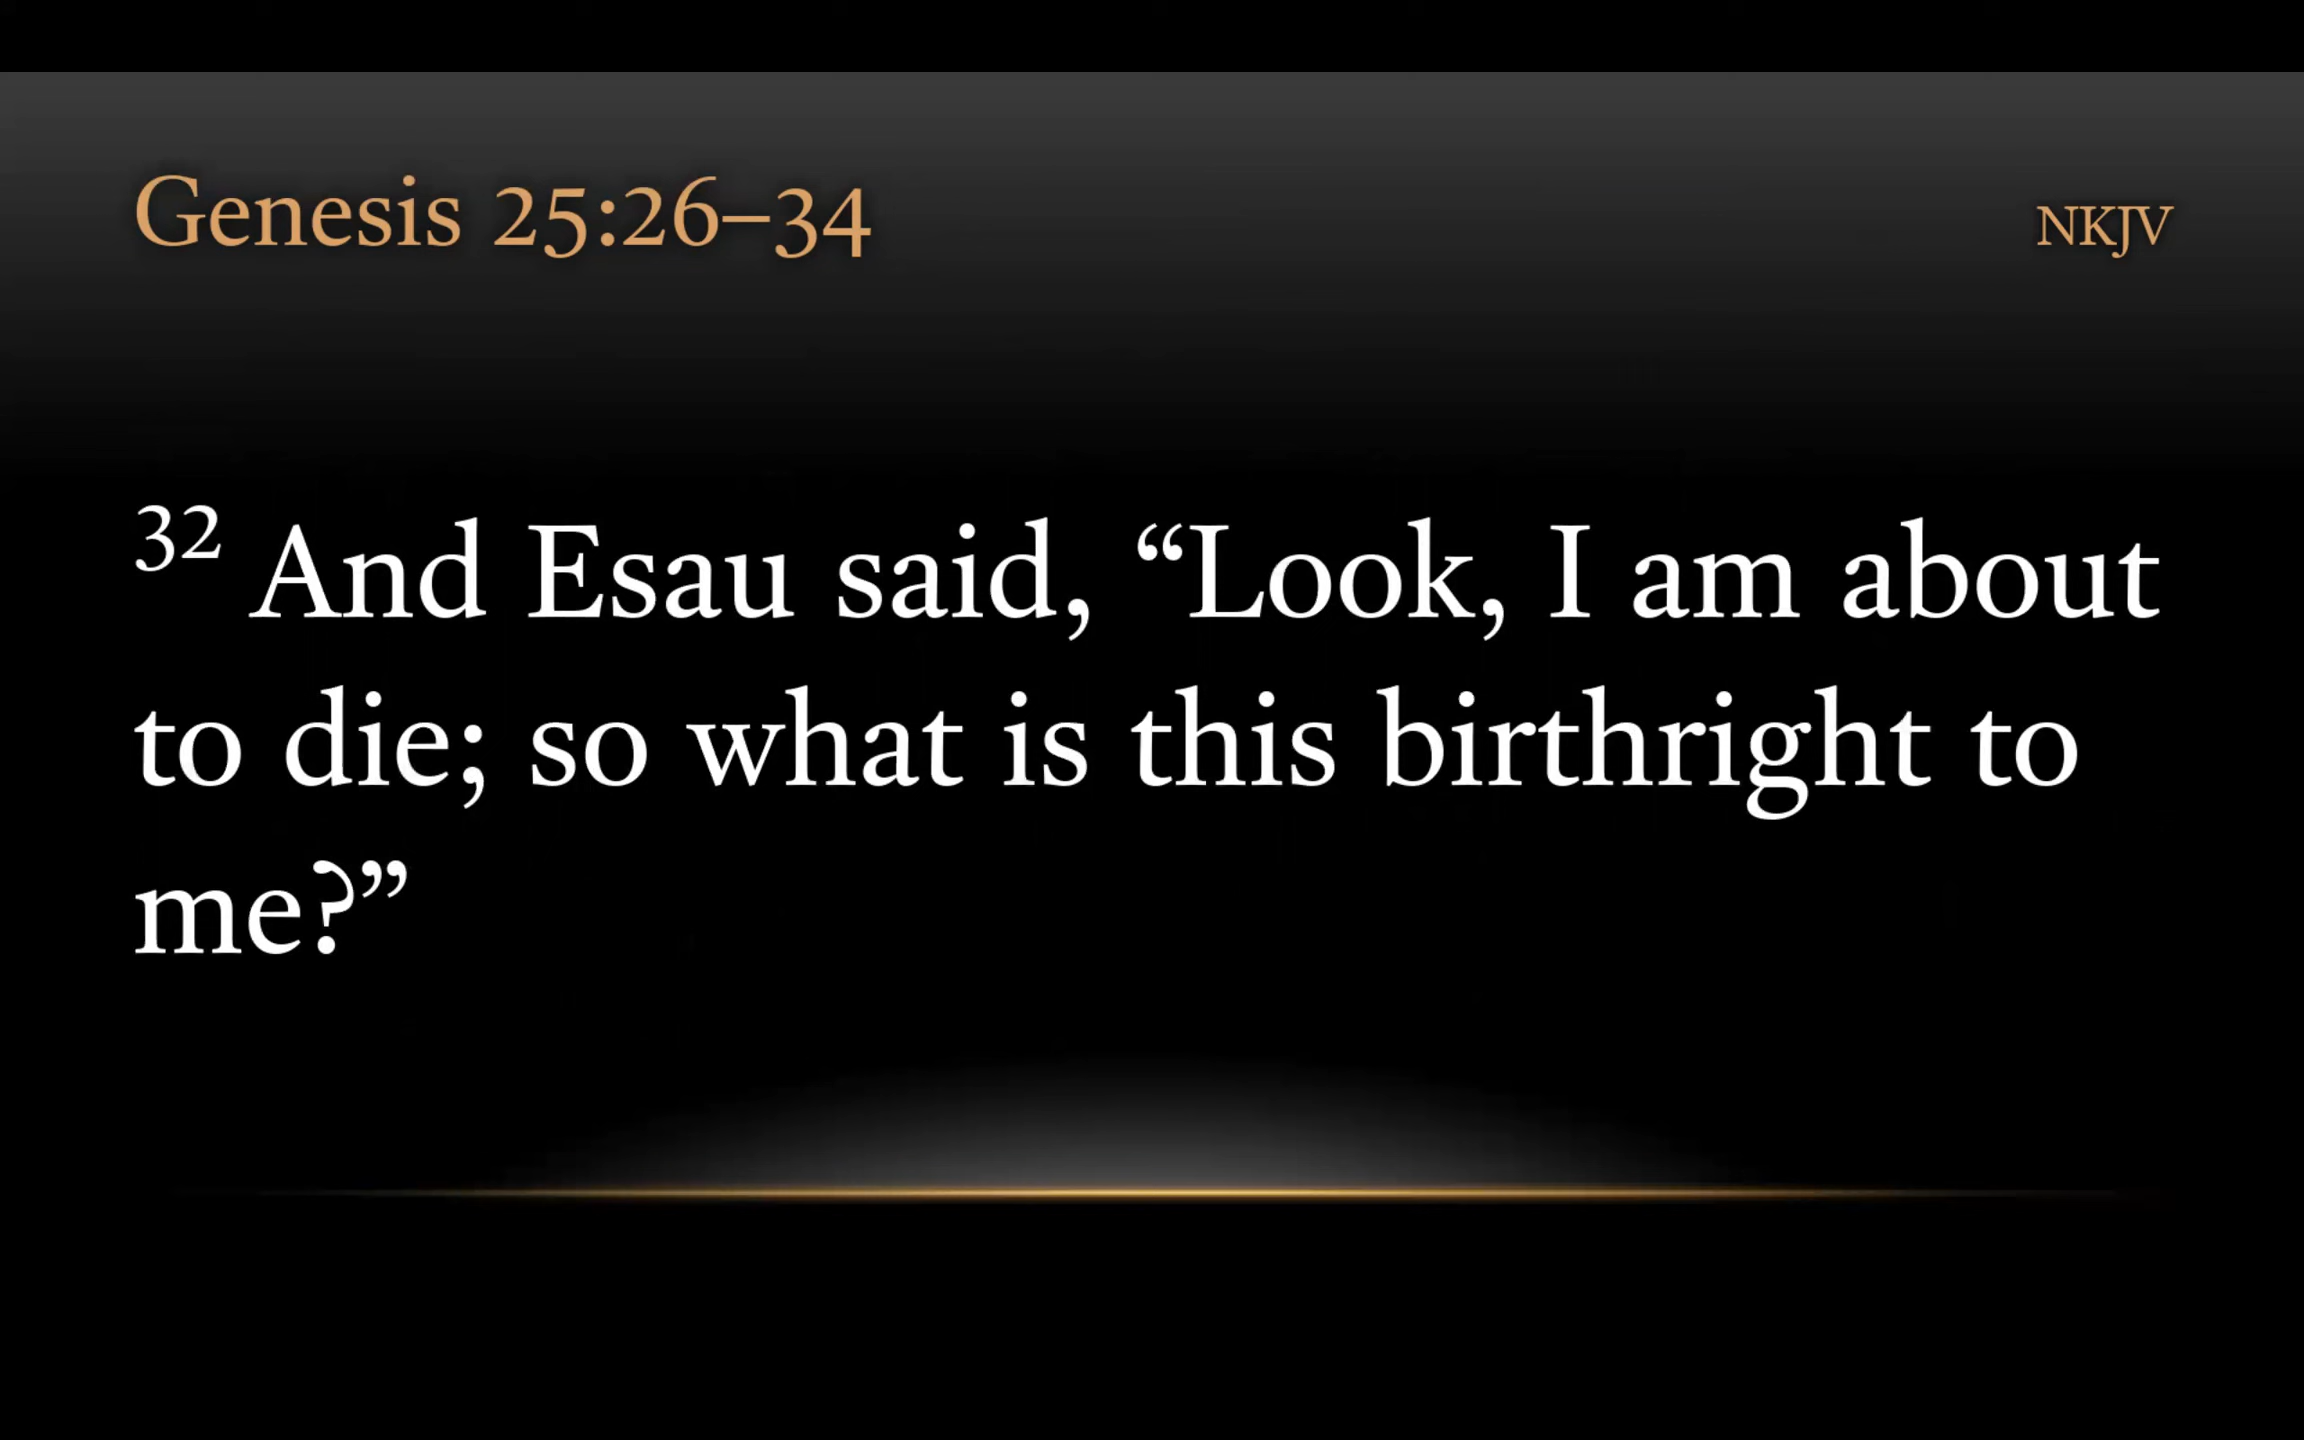 Genesis 25:26–34
NKJV
32 And Esau said, “Look, I am about
to die; so what is this birthright to
me?”